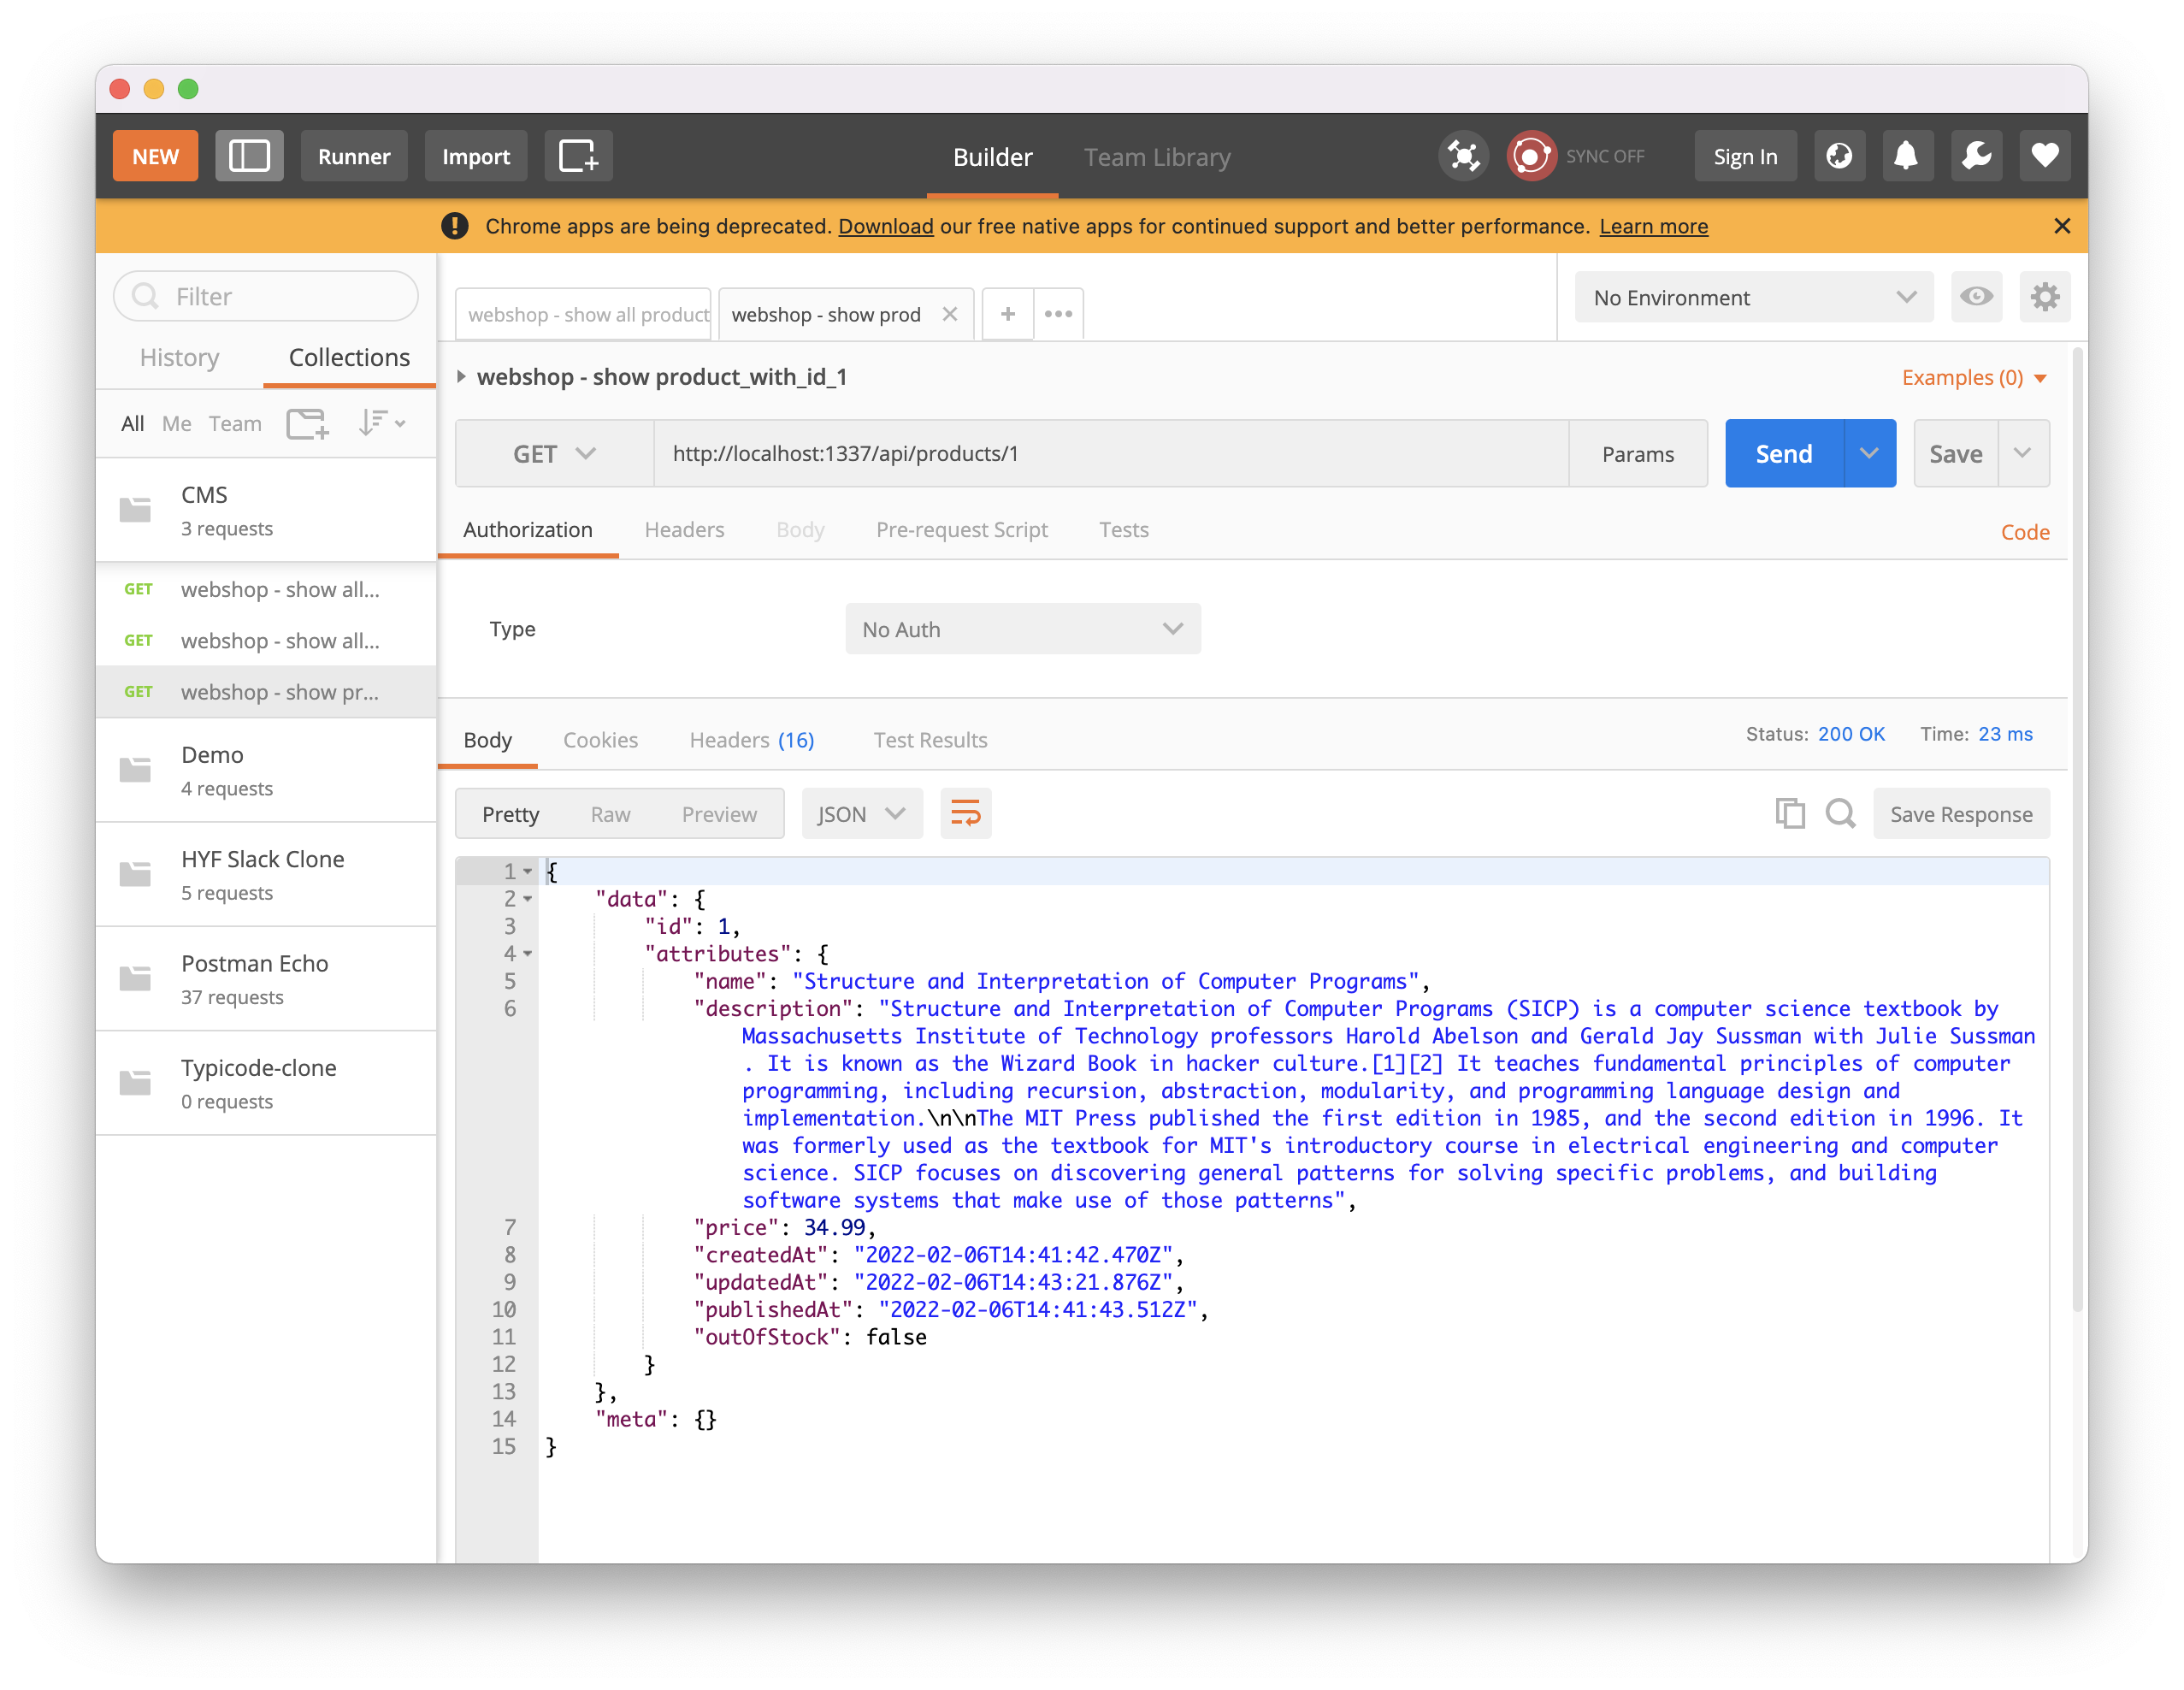 NEW
Runner
Import
Builder
Team Library
SYNC OFF
Sign In
Chrome apps are being deprecated. Download our free native apps for continued support and better performance. Learn more
Filter
History
Collections
All
Me
Team
CMS
3 requests
GET webshop - show all...
GET webshop - show all...
GET webshop - show pr...
Demo
4 requests
HYF Slack Clone
5 requests
Postman Echo
37 requests
Typicode-clone
0 requests
webshop - show all product
webshop - show prod
No Environment
webshop - show product_with_id_1
Examples (0)
GET
http://localhost:1337/api/products/1
Params
Send
Save
Authorization
Headers
Body
Pre-request Script
Tests
Code
Type
No Auth
Body
Cookies
Headers (16)
Test Results
Status: 200 OK
Time: 23 ms
Pretty
Raw
Preview
JSON
Save Response
1 {
2 "data": {
3 "id": 1,
4 "attributes": {
5 "name": "Structure and Interpretation of Computer Programs",
6 "description": "Structure and Interpretation of Computer Programs (SICP) is a computer science textbook by
Massachusetts Institute of Technology professors Harold Abelson and Gerald Jay Sussman with Julie Sussman
. It is known as the Wizard Book in hacker culture.[1][2] It teaches fundamental principles of computer
programming, including recursion, abstraction, modularity, and programming language design and
implementation.\n\nThe MIT Press published the first edition in 1985, and the second edition in 1996. It
was formerly used as the textbook for MIT's introductory course in electrical engineering and computer
science. SICP focuses on discovering general patterns for solving specific problems, and building
software systems that make use of those patterns",
7 "price": 34.99,
8 "createdAt": "2022-02-06T14:41:42.470Z",
9 "updatedAt": "2022-02-06T14:43:21.876Z",
10 "publishedAt": "2022-02-06T14:41:43.512Z",
11 "outOfStock": false
12 }
13 },
14 "meta": {}
15 }